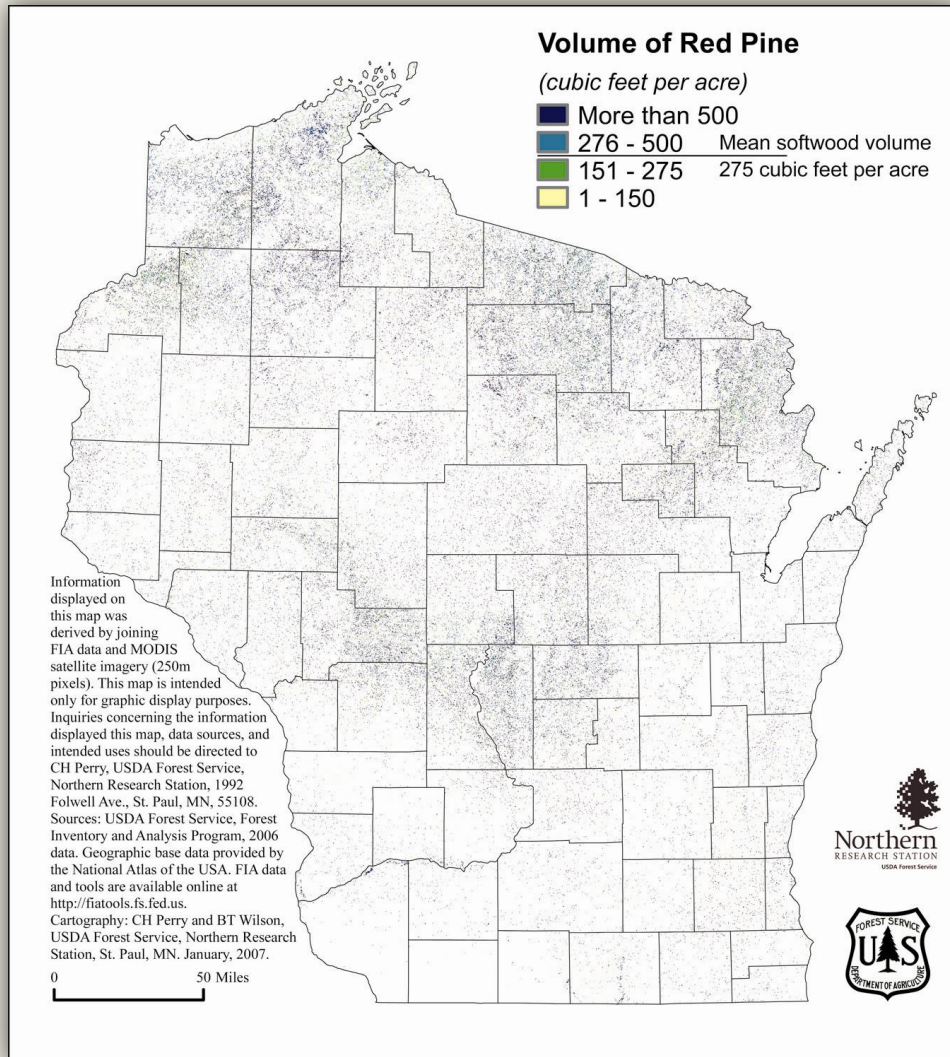 Volume of Red Pine
(cubic feet per acre)
More than 500
276 - 500 Mean softwood volume
151 - 275 275 cubic feet per acre
1 - 150
Information
displayed on
this map was
derived by joining
FIA data and MODIS
satellite imagery (250m
pixels). This map is intended
only for graphic display purposes.
Inquiries concerning the information
displayed this map, data sources, and
intended uses should be directed to
CH Perry, USDA Forest Service,
Northern Research Station, 1992
Folwell Ave., St. Paul, MN, 55108.
Sources: USDA Forest Service, Forest
Inventory and Analysis Program, 2006
data. Geographic base data provided by
the National Atlas of the USA. FIA data
and tools are available online at
http://fiatools.fs.fed.us.
Cartography: CH Perry and BT Wilson,
USDA Forest Service, Northern Research
Station, St. Paul, MN. January, 2007.
0 50 Miles
Northern
RESEARCH STATION
USDA Forest Service
FOREST SERVICE
U S
DEPARTMENT OF AGRICULTURE